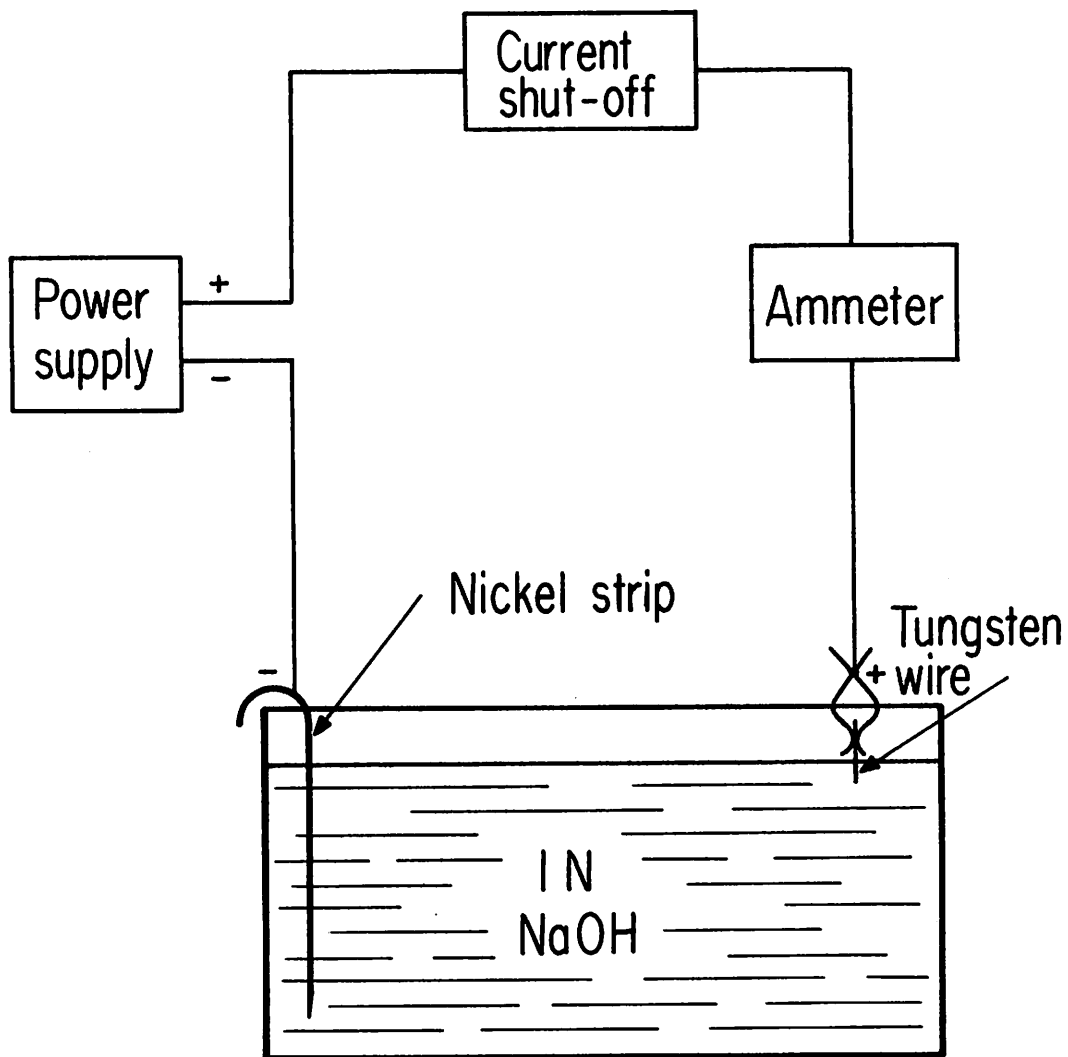 Current
shut-off
Power
supply
+
-
Ammeter
Nickel strip
Tungsten
wire
-
+
1 N
NaOH